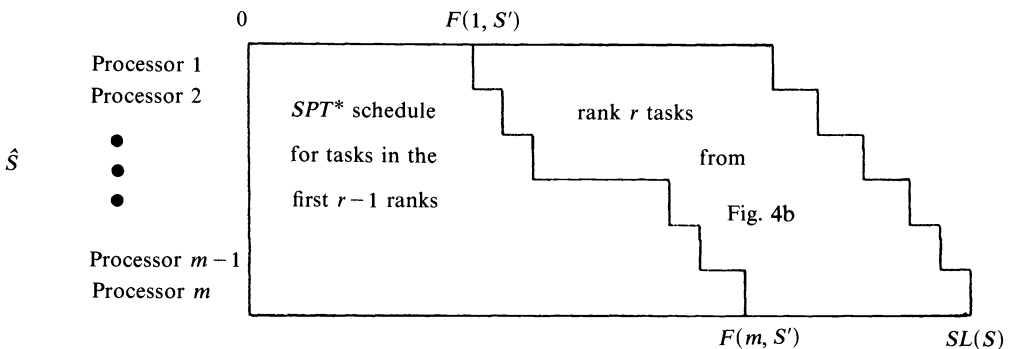 0 F(1, S′)
Processor 1
Processor 2
SPT* schedule
rank r tasks
Ŝ
for tasks in the
from
first r−1 ranks
Fig. 4b
Processor m−1
Processor m
F(m, S′) SL(S)